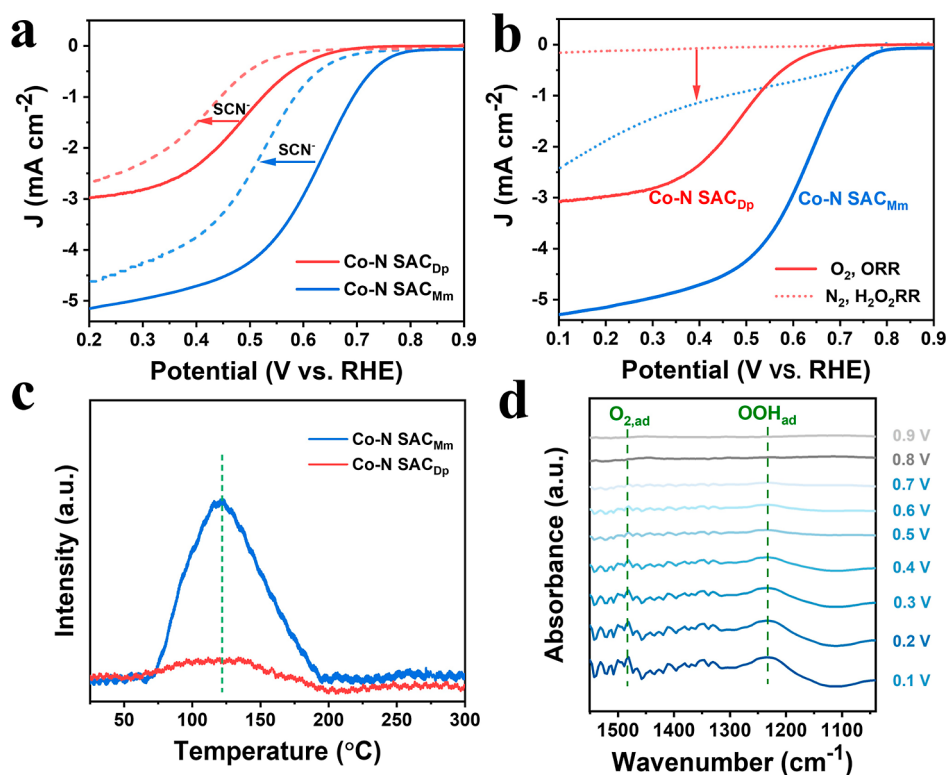 a
0
-1
-2
-3
-4
-5
J (mA cm⁻²)
SCN⁻
SCN⁻
Co-N SAC_Dp
Co-N SAC_Mm
0.2 0.3 0.4 0.5 0.6 0.7 0.8 0.9
Potential (V vs. RHE)
b
0
-1
-2
-3
-4
-5
J (mA cm⁻²)
Co-N SAC_Dp
Co-N SAC_Mm
O₂, ORR
N₂, H₂O₂RR
0.1 0.2 0.3 0.4 0.5 0.6 0.7 0.8 0.9
Potential (V vs. RHE)
c
Intensity (a.u.)
Co-N SAC_Mm
Co-N SAC_Dp
50 100 150 200 250 300
Temperature (°C)
d
O₂,ad
OOH_ad
Absorbance (a.u.)
0.9 V
0.8 V
0.7 V
0.6 V
0.5 V
0.4 V
0.3 V
0.2 V
0.1 V
1500 1400 1300 1200 1100
Wavenumber (cm⁻¹)